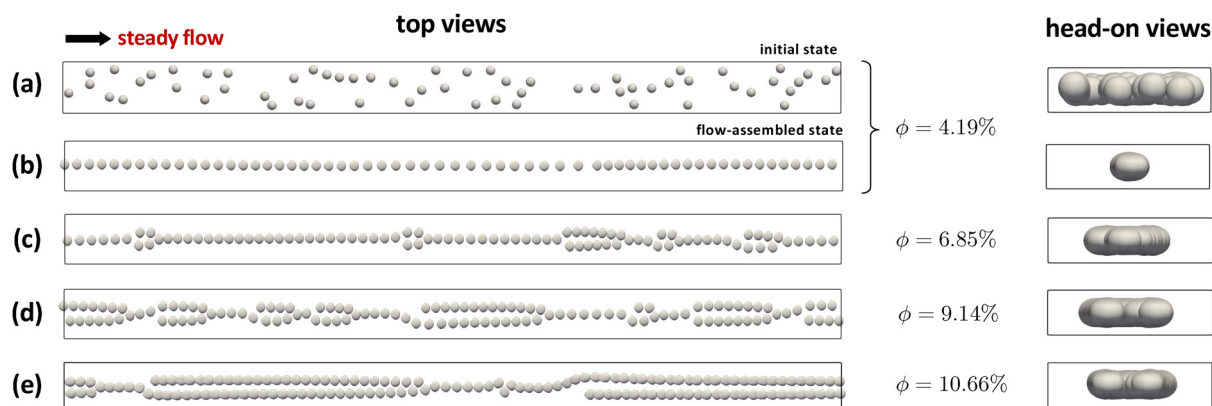 top views
head-on views
steady flow
initial state
(a)
flow-assembled state
ϕ = 4.19%
(b)
(c)
ϕ = 6.85%
(d)
ϕ = 9.14%
(e)
ϕ = 10.66%